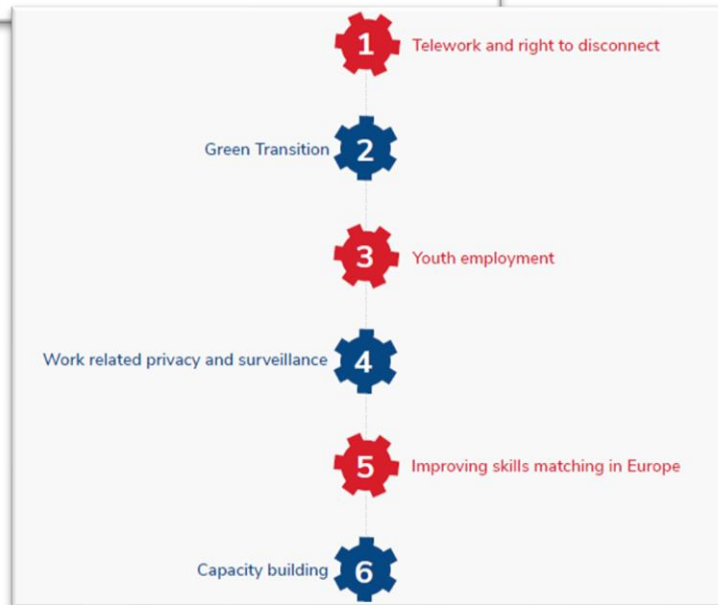 1 Telework and right to disconnect
Green Transition 2
3 Youth employment
Work related privacy and surveillance 4
5 Improving skills matching in Europe
Capacity building 6